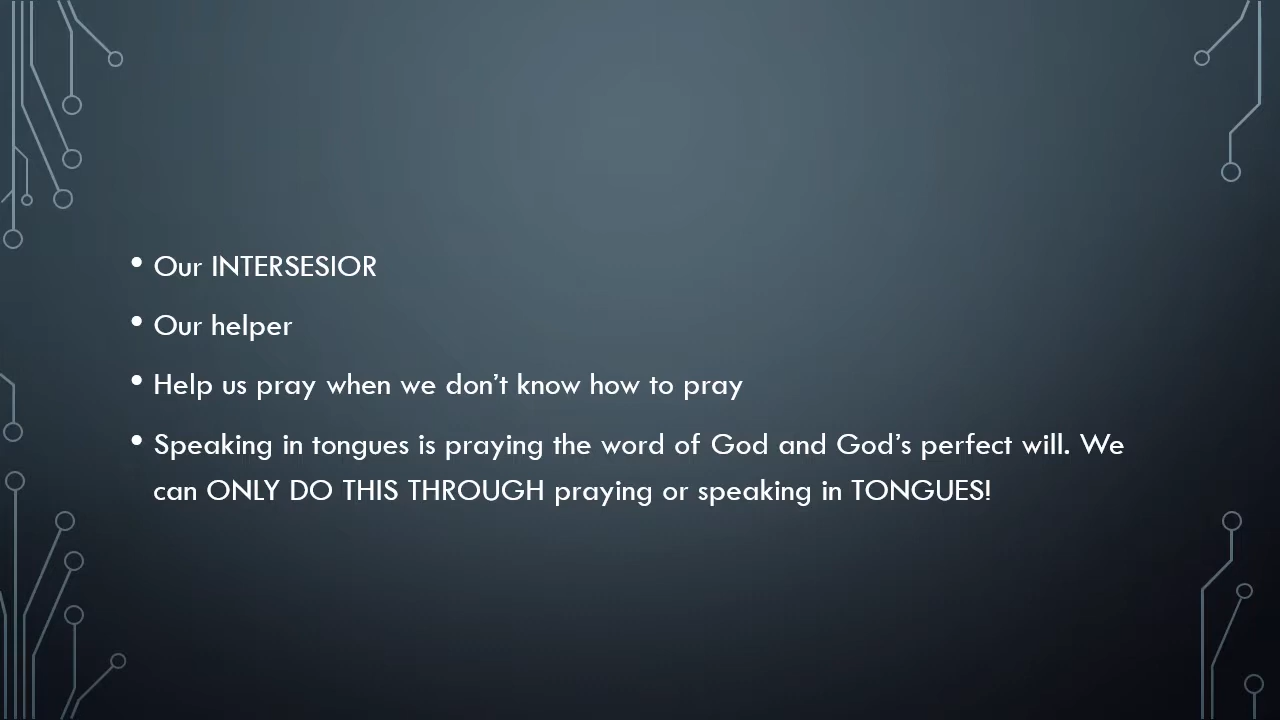 • Our INTERSESIOR
• Our helper
• Help us pray when we don’t know how to pray
• Speaking in tongues is praying the word of God and God’s perfect will. We
can ONLY DO THIS THROUGH praying or speaking in TONGUES!